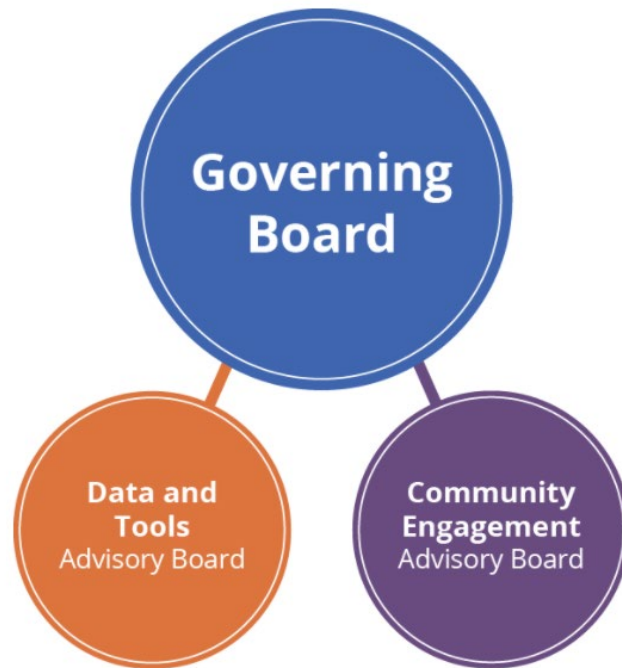 Governing
Board
Data and
Tools
Advisory Board
Community
Engagement
Advisory Board